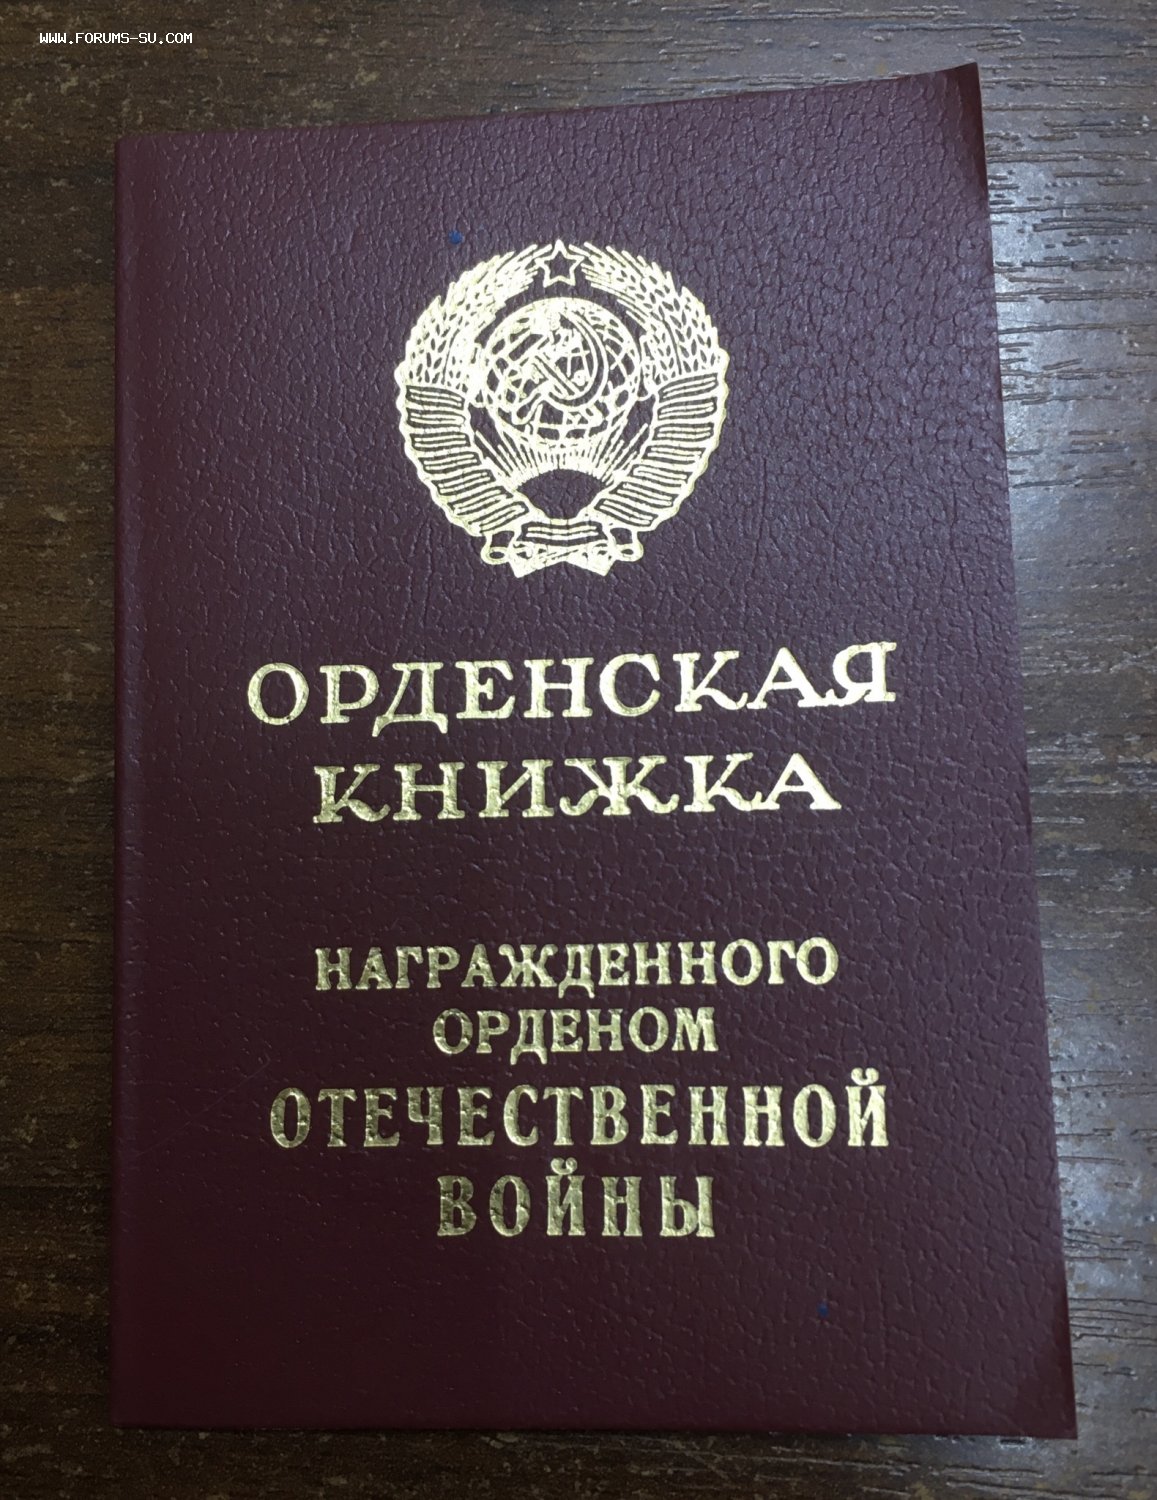 WWW.FORUMS-SU.COM
ОРДЕНСКАЯ
КНИЖКА
НАГРАЖДЕННОГО
ОРДЕНОМ
ОТЕЧЕСТВЕННОЙ
ВОЙНЫ